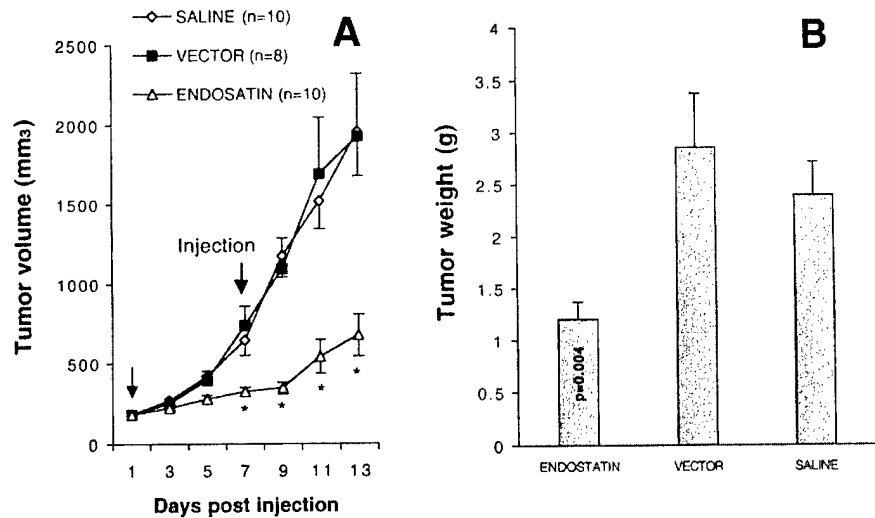 SALINE (n=10)
VECTOR (n=8)
ENDOSATIN (n=10)
A
2500
2000
1500
1000
500
0
Tumor volume (mm3)
Injection
* * * *
1 3 5 7 9 11 13
Days post injection
B
4
3.5
3
2.5
2
1.5
1
0.5
0
Tumor weight (g)
p=0.004
ENDOSTATIN VECTOR SALINE